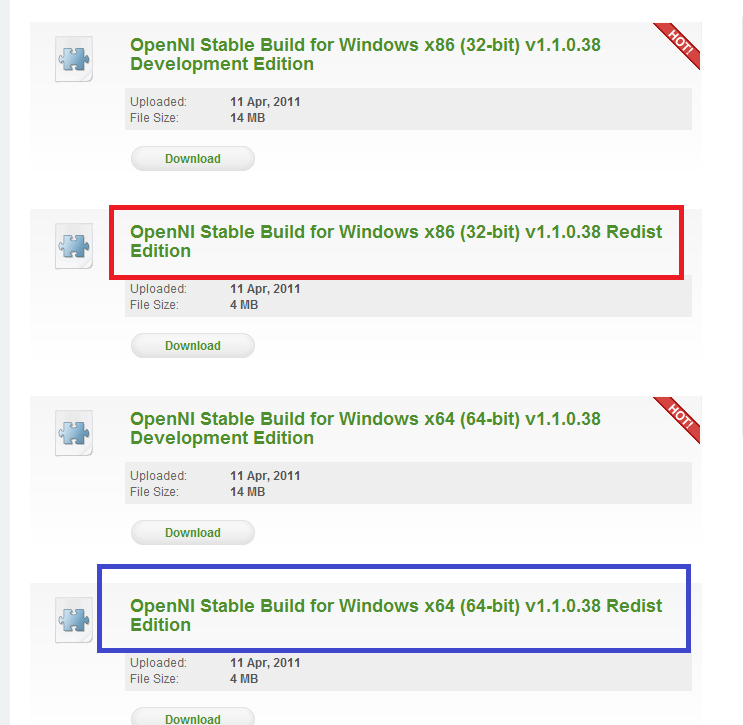 OpenNI Stable Build for Windows x86 (32-bit) v1.1.0.38
Development Edition
HOT!
Uploaded: 11 Apr, 2011
File Size: 14 MB
Download
OpenNI Stable Build for Windows x86 (32-bit) v1.1.0.38 Redist
Edition
Uploaded: 11 Apr, 2011
File Size: 4 MB
Download
OpenNI Stable Build for Windows x64 (64-bit) v1.1.0.38
Development Edition
HOT!
Uploaded: 11 Apr, 2011
File Size: 14 MB
Download
OpenNI Stable Build for Windows x64 (64-bit) v1.1.0.38 Redist
Edition
Uploaded: 11 Apr, 2011
File Size: 4 MB
Download